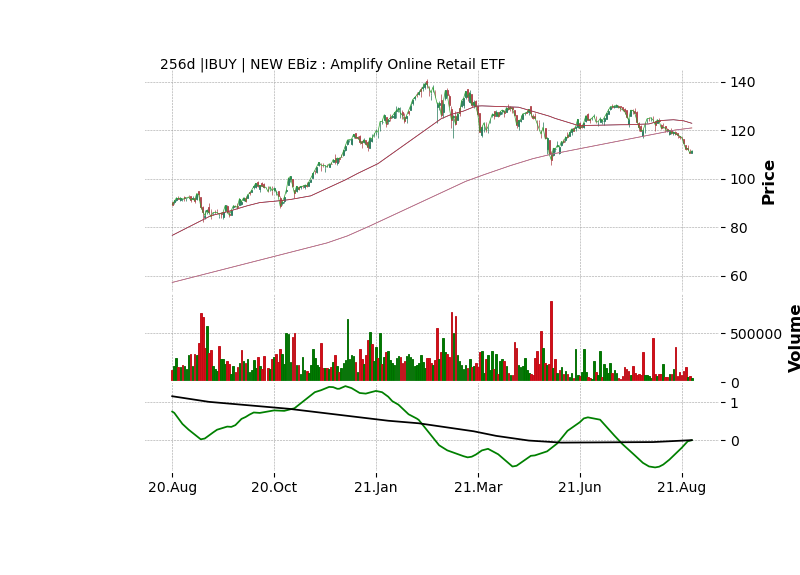 256d |IBUY | NEW EBiz : Amplify Online Retail ETF
140
120
100
80
60
Price
500000
0
Volume
1
0
20.Aug 20.Oct 21.Jan 21.Mar 21.Jun 21.Aug